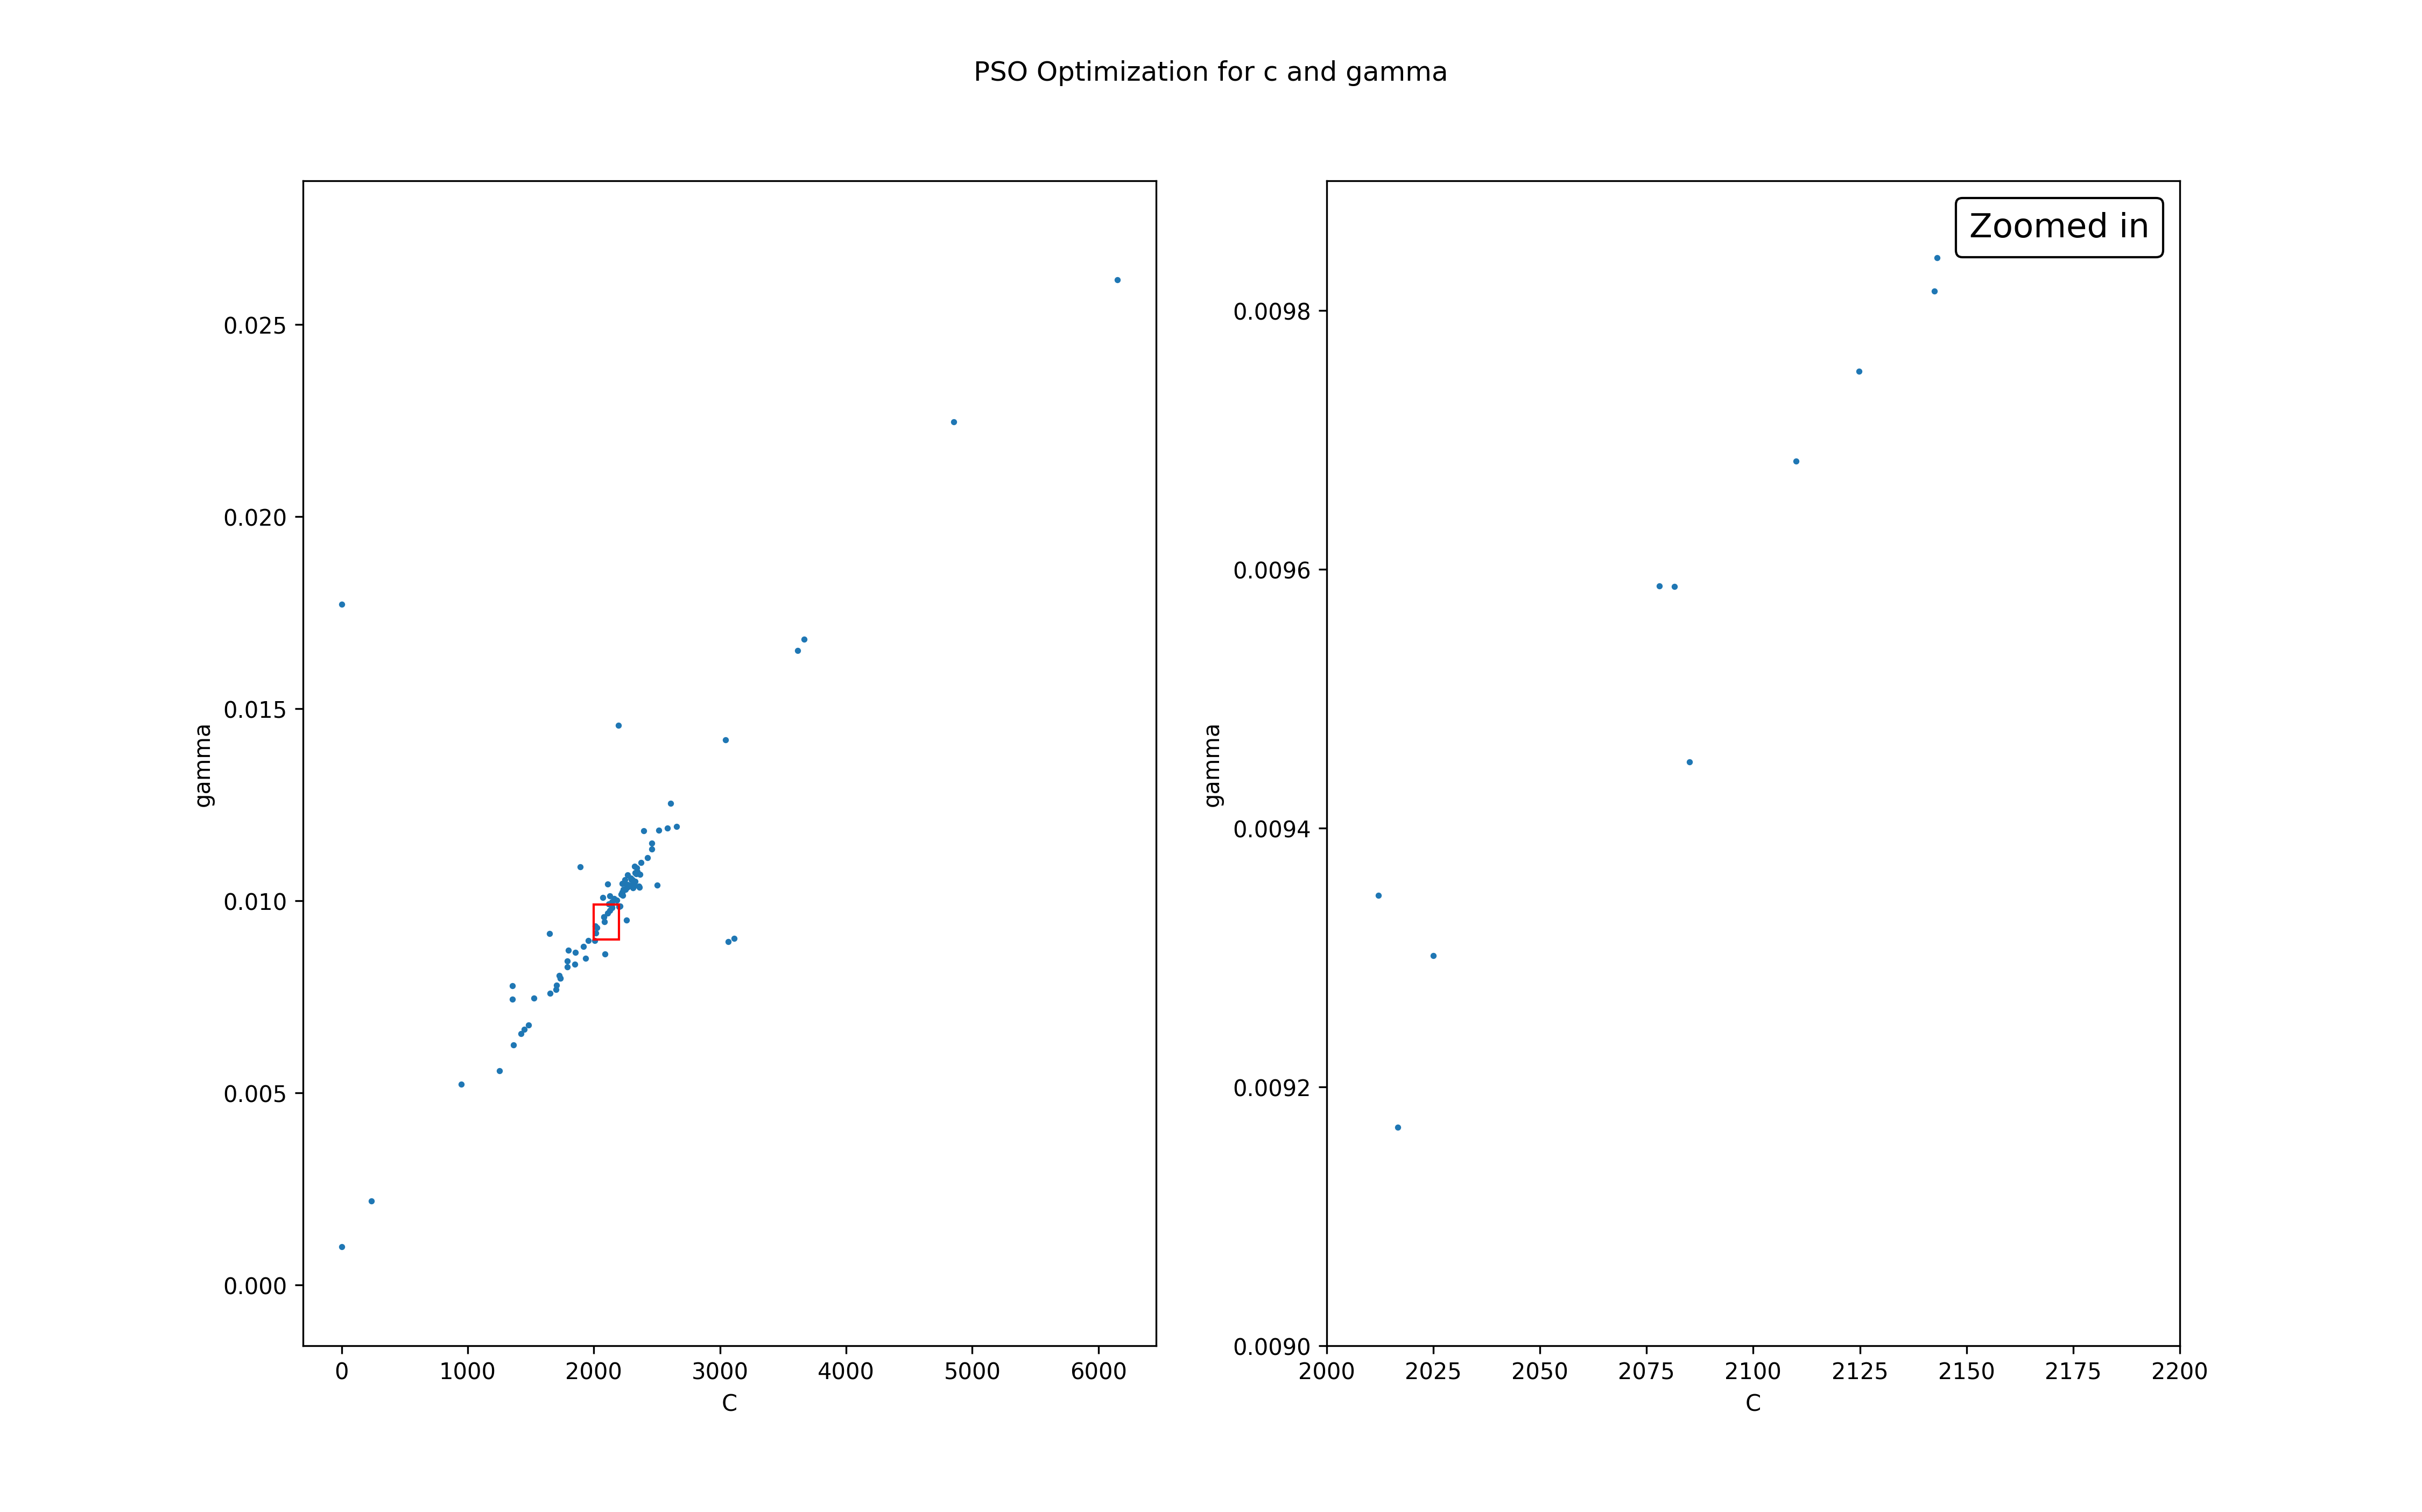 PSO Optimization for c and gamma
0.025
0.020
0.015
0.010
0.005
0.000
gamma
0 1000 2000 3000 4000 5000 6000
C
Zoomed in
0.0098
0.0096
0.0094
0.0092
0.0090
gamma
2000 2025 2050 2075 2100 2125 2150 2175 2200
C